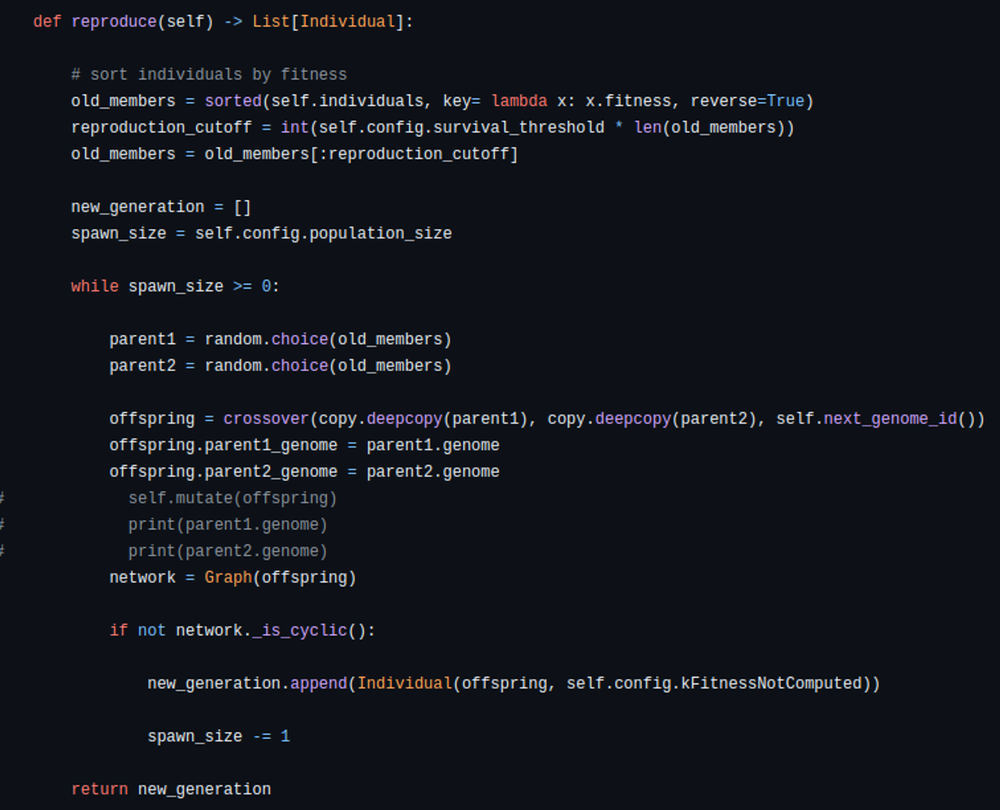 def reproduce(self) -> List[Individual]:
# sort individuals by fitness
old_members = sorted(self.individuals, key= lambda x: x.fitness, reverse=True)
reproduction_cutoff = int(self.config.survival_threshold * len(old_members))
old_members = old_members[:reproduction_cutoff]
new_generation = []
spawn_size = self.config.population_size
while spawn_size >= 0:
parent1 = random.choice(old_members)
parent2 = random.choice(old_members)
offspring = crossover(copy.deepcopy(parent1), copy.deepcopy(parent2), self.next_genome_id())
offspring.parent1_genome = parent1.genome
offspring.parent2_genome = parent2.genome
# self.mutate(offspring)
# print(parent1.genome)
# print(parent2.genome)
network = Graph(offspring)
if not network._is_cyclic():
new_generation.append(Individual(offspring, self.config.kFitnessNotComputed))
spawn_size -= 1
return new_generation